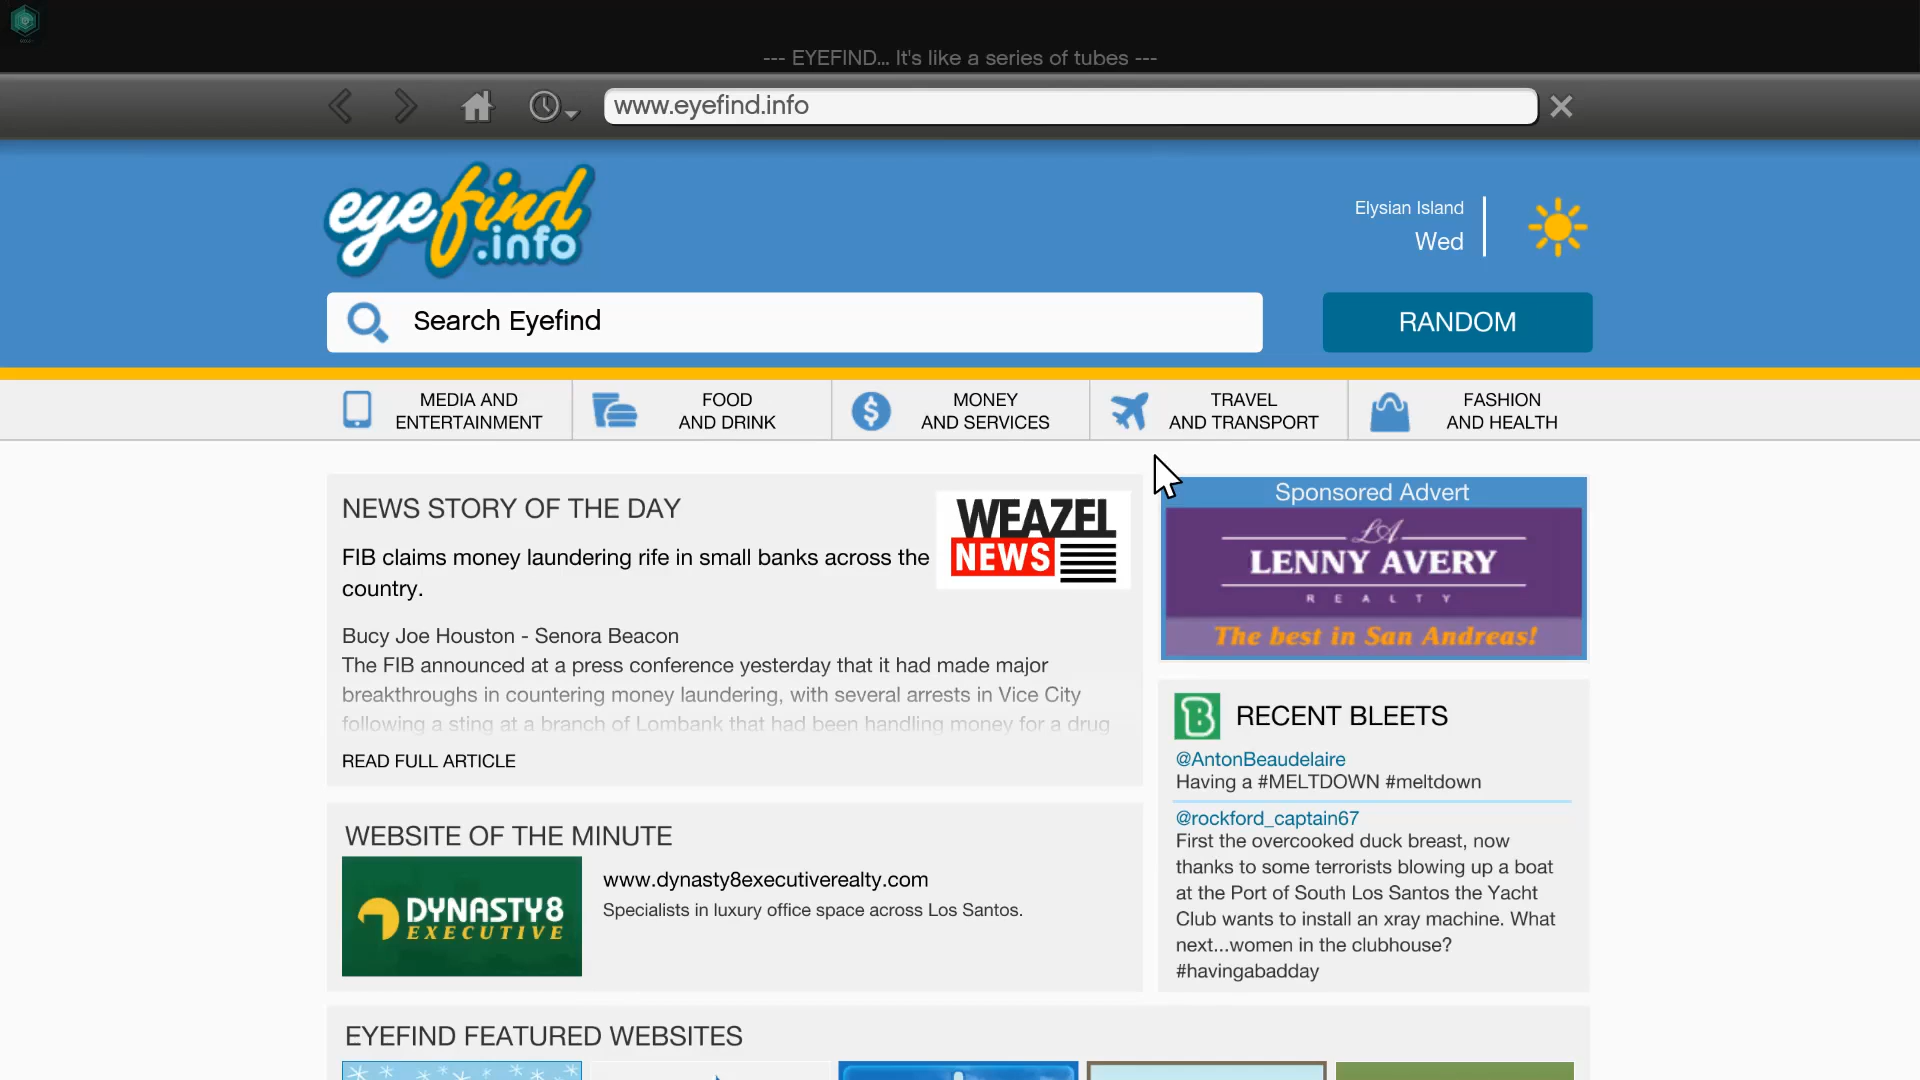 --- EYEFIND... It's like a series of tubes ---
www.eyefind.info
eyefind
.info
Elysian Island
Wed
Search Eyefind
RANDOM
MEDIA AND
ENTERTAINMENT
FOOD
AND DRINK
MONEY
AND SERVICES
TRAVEL
AND TRANSPORT
FASHION
AND HEALTH
NEWS STORY OF THE DAY
WEAZEL
NEWS
FIB claims money laundering rife in small banks across the
country.
Bucy Joe Houston - Senora Beacon
The FIB announced at a press conference yesterday that it had made major
breakthroughs in countering money laundering, with several arrests in Vice City
following a sting at a branch of Lombank that had been handling money for a drug
READ FULL ARTICLE
Sponsored Advert
LA
LENNY AVERY
REALTY
The best in San Andreas!
B RECENT BLEETS
@AntonBeaudelaire
Having a #MELTDOWN #meltdown
@rockford_captain67
First the overcooked duck breast, now
thanks to some terrorists blowing up a boat
at the Port of South Los Santos the Yacht
Club wants to install an xray machine. What
next...women in the clubhouse?
#havingabadday
WEBSITE OF THE MINUTE
DYNASTY8
EXECUTIVE
www.dynasty8executiverealty.com
Specialists in luxury office space across Los Santos.
EYEFIND FEATURED WEBSITES